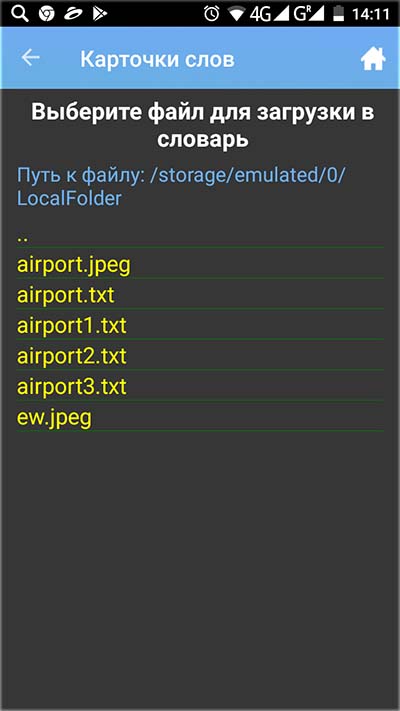 4G G R 14:11
Карточки слов
Выберите файл для загрузки в
словарь
Путь к файлу: /storage/emulated/0/
LocalFolder
..
airport.jpeg
airport.txt
airport1.txt
airport2.txt
airport3.txt
ew.jpeg